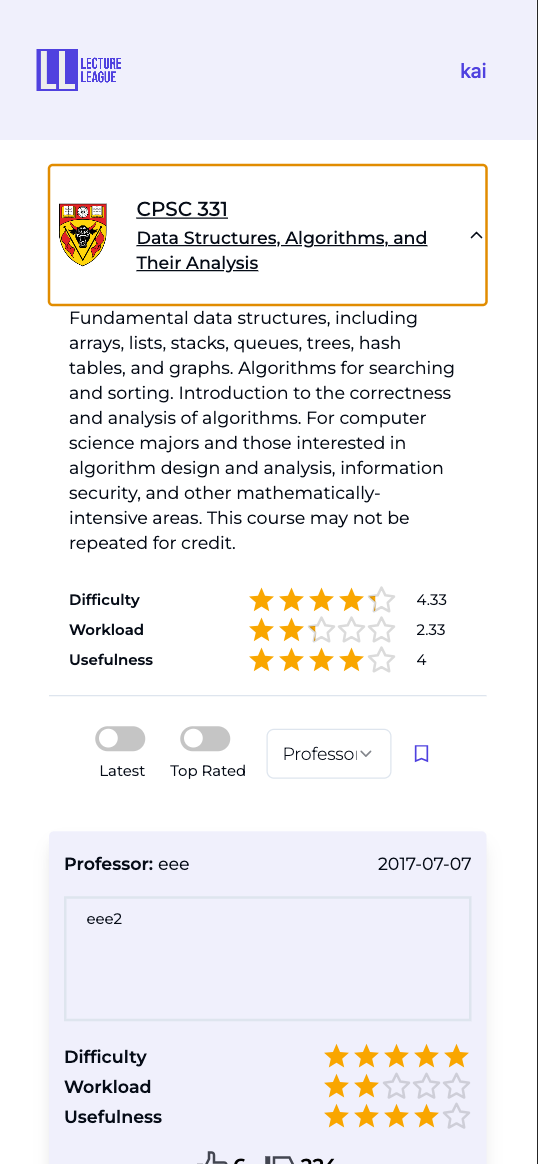 LECTURE
LEAGUE
kai
CPSC 331
Data Structures, Algorithms, and
Their Analysis
Fundamental data structures, including
arrays, lists, stacks, queues, trees, hash
tables, and graphs. Algorithms for searching
and sorting. Introduction to the correctness
and analysis of algorithms. For computer
science majors and those interested in
algorithm design and analysis, information
security, and other mathematically-
intensive areas. This course may not be
repeated for credit.
Difficulty 4.33
Workload 2.33
Usefulness 4
Latest Top Rated Professor
Professor: eee 2017-07-07
eee2
Difficulty
Workload
Usefulness